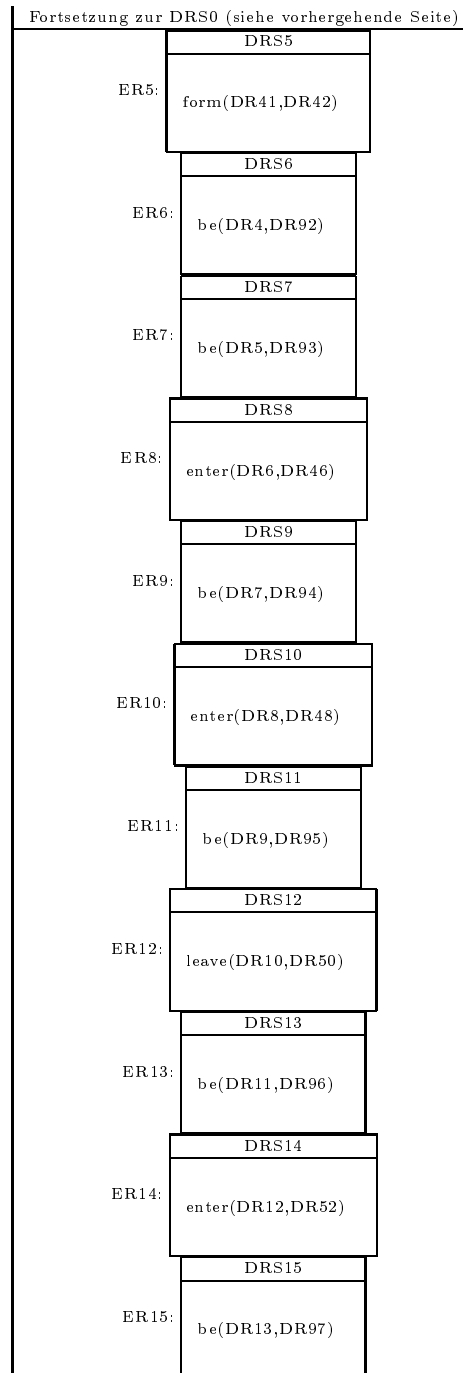 Fortsetzung zur DRS0 (siehe vorhergehende Seite)
DRS5
ER5:
form(DR41,DR42)
DRS6
ER6:
be(DR4,DR92)
DRS7
ER7:
be(DR5,DR93)
DRS8
ER8:
enter(DR6,DR46)
DRS9
ER9:
be(DR7,DR94)
DRS10
ER10:
enter(DR8,DR48)
DRS11
ER11:
be(DR9,DR95)
DRS12
ER12:
leave(DR10,DR50)
DRS13
ER13:
be(DR11,DR96)
DRS14
ER14:
enter(DR12,DR52)
DRS15
ER15:
be(DR13,DR97)